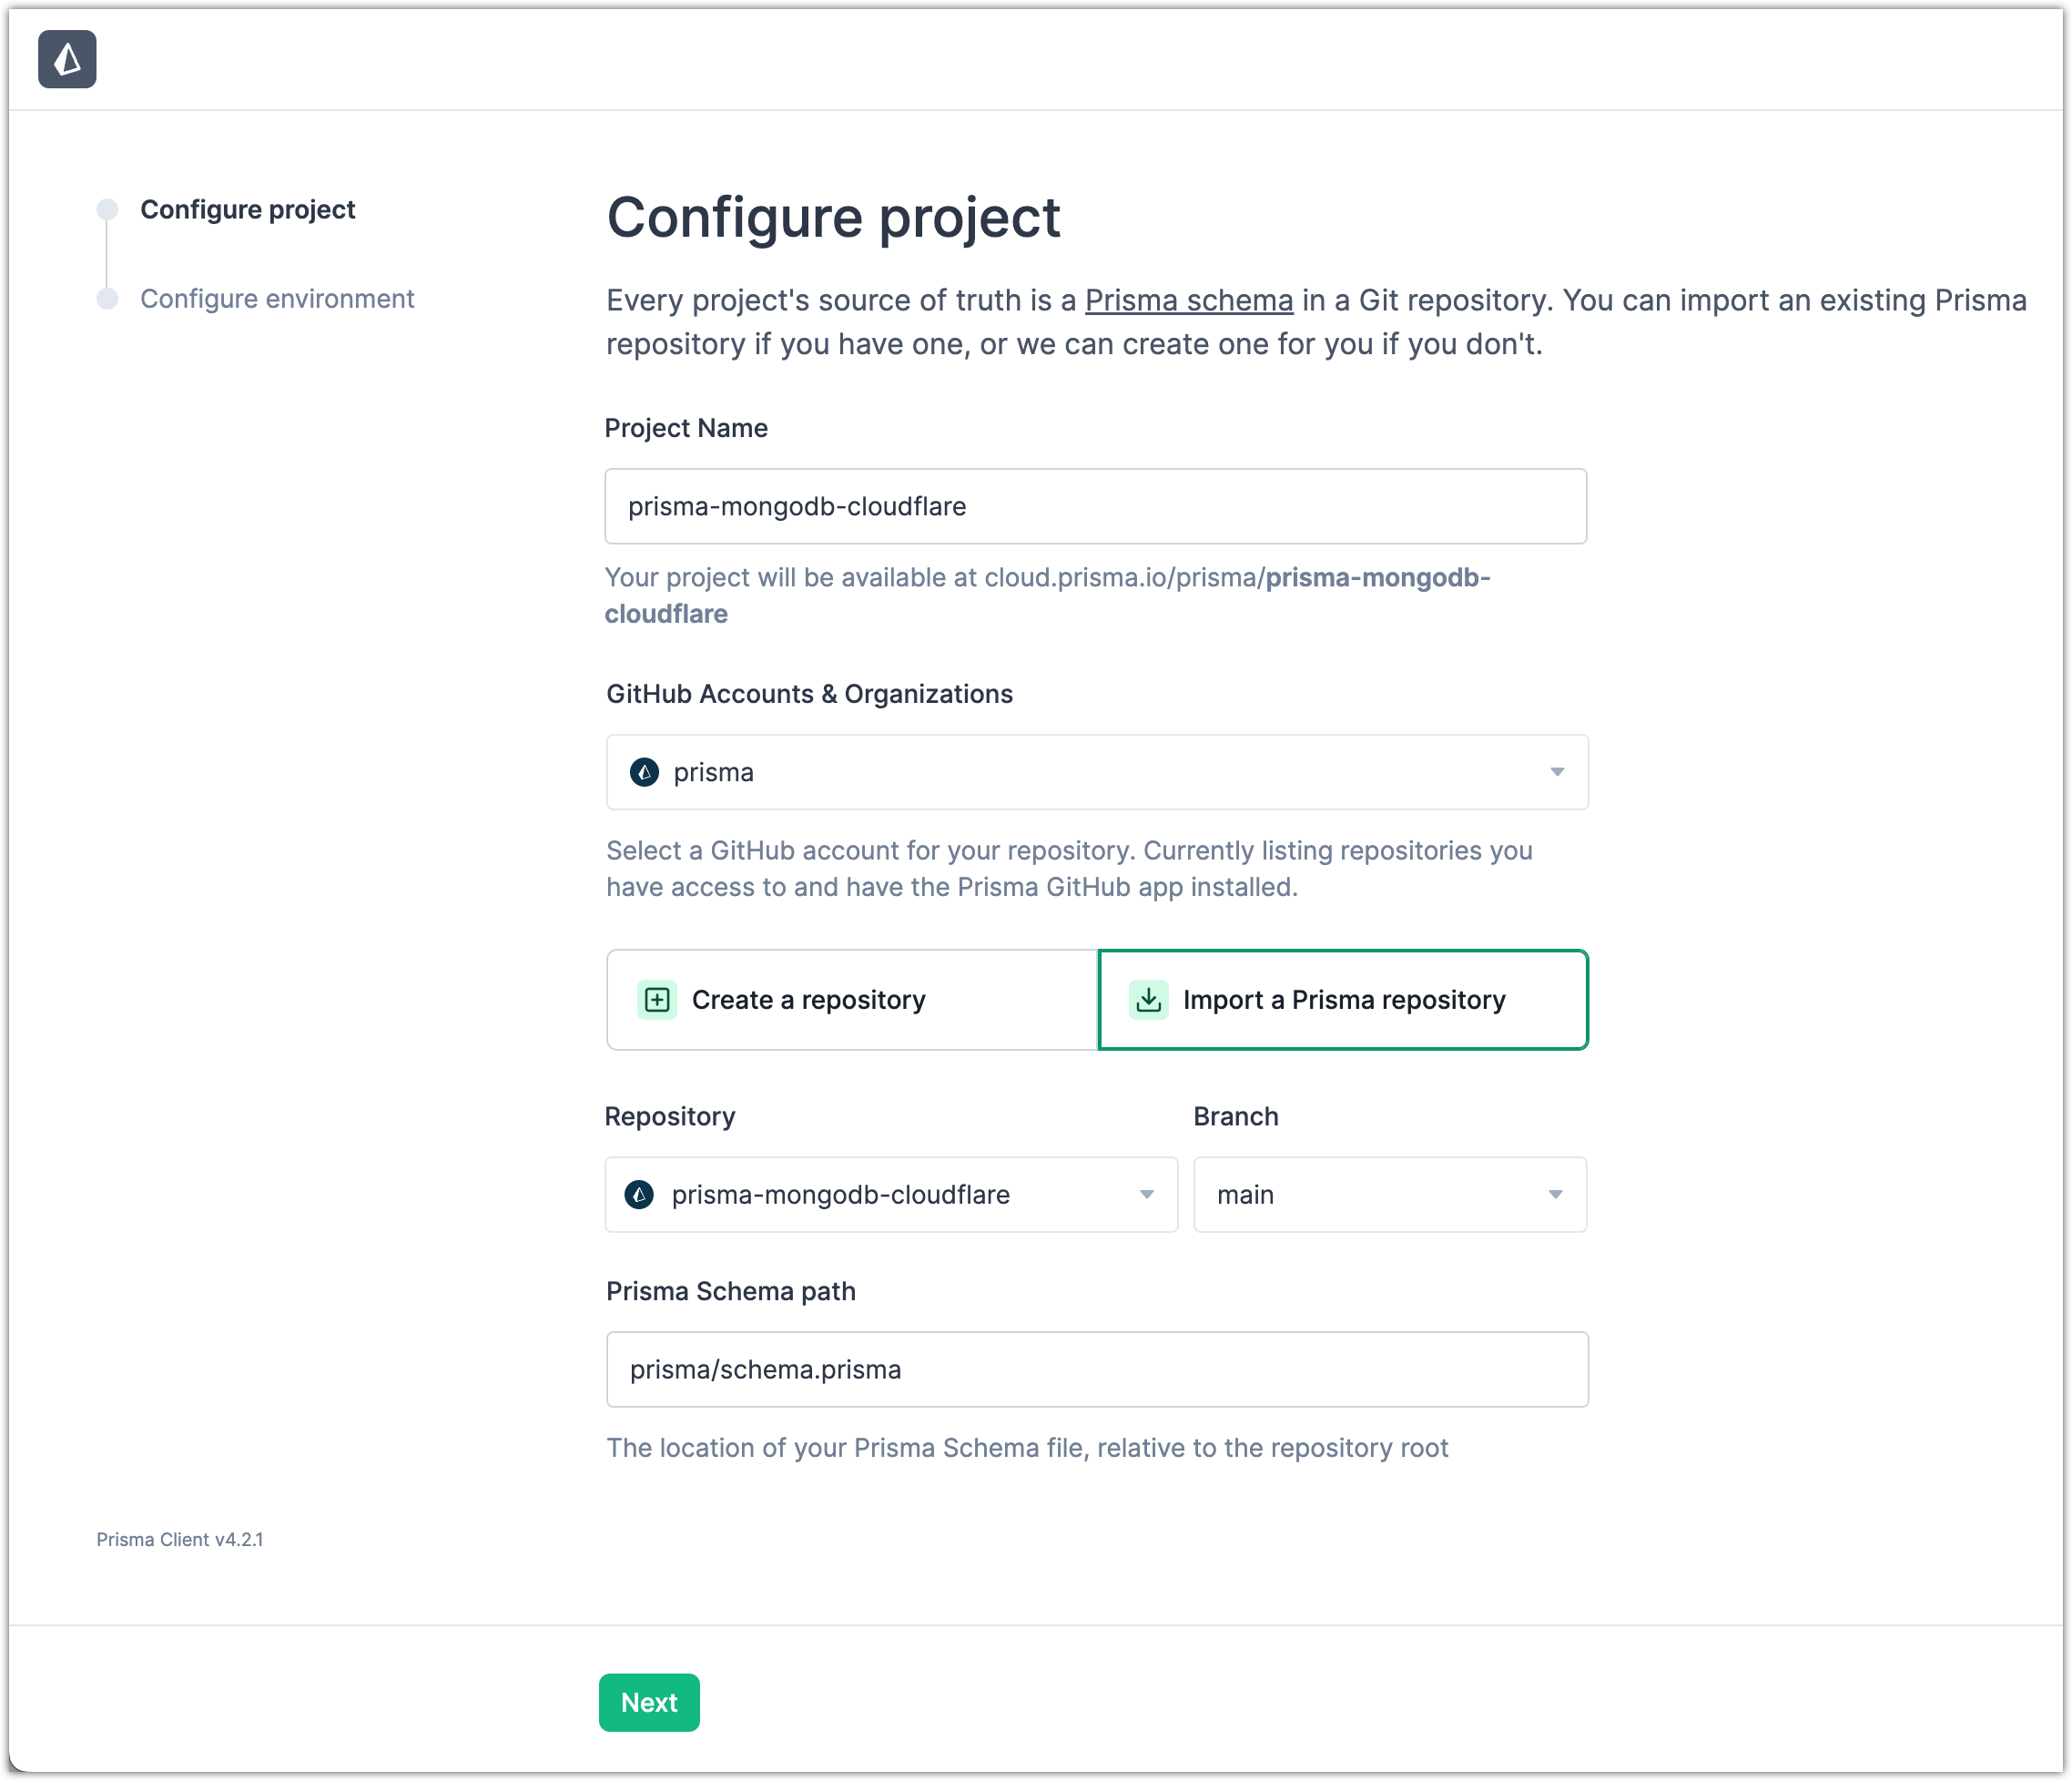 Configure project
Configure environment
Configure project
Every project's source of truth is a Prisma schema in a Git repository. You can import an existing Prisma
repository if you have one, or we can create one for you if you don't.
Project Name
prisma-mongodb-cloudflare
Your project will be available at cloud.prisma.io/prisma/prisma-mongodb-
cloudflare
GitHub Accounts & Organizations
prisma
Select a GitHub account for your repository. Currently listing repositories you
have access to and have the Prisma GitHub app installed.
Create a repository
Import a Prisma repository
Repository
Branch
prisma-mongodb-cloudflare
main
Prisma Schema path
prisma/schema.prisma
The location of your Prisma Schema file, relative to the repository root
Prisma Client v4.2.1
Next